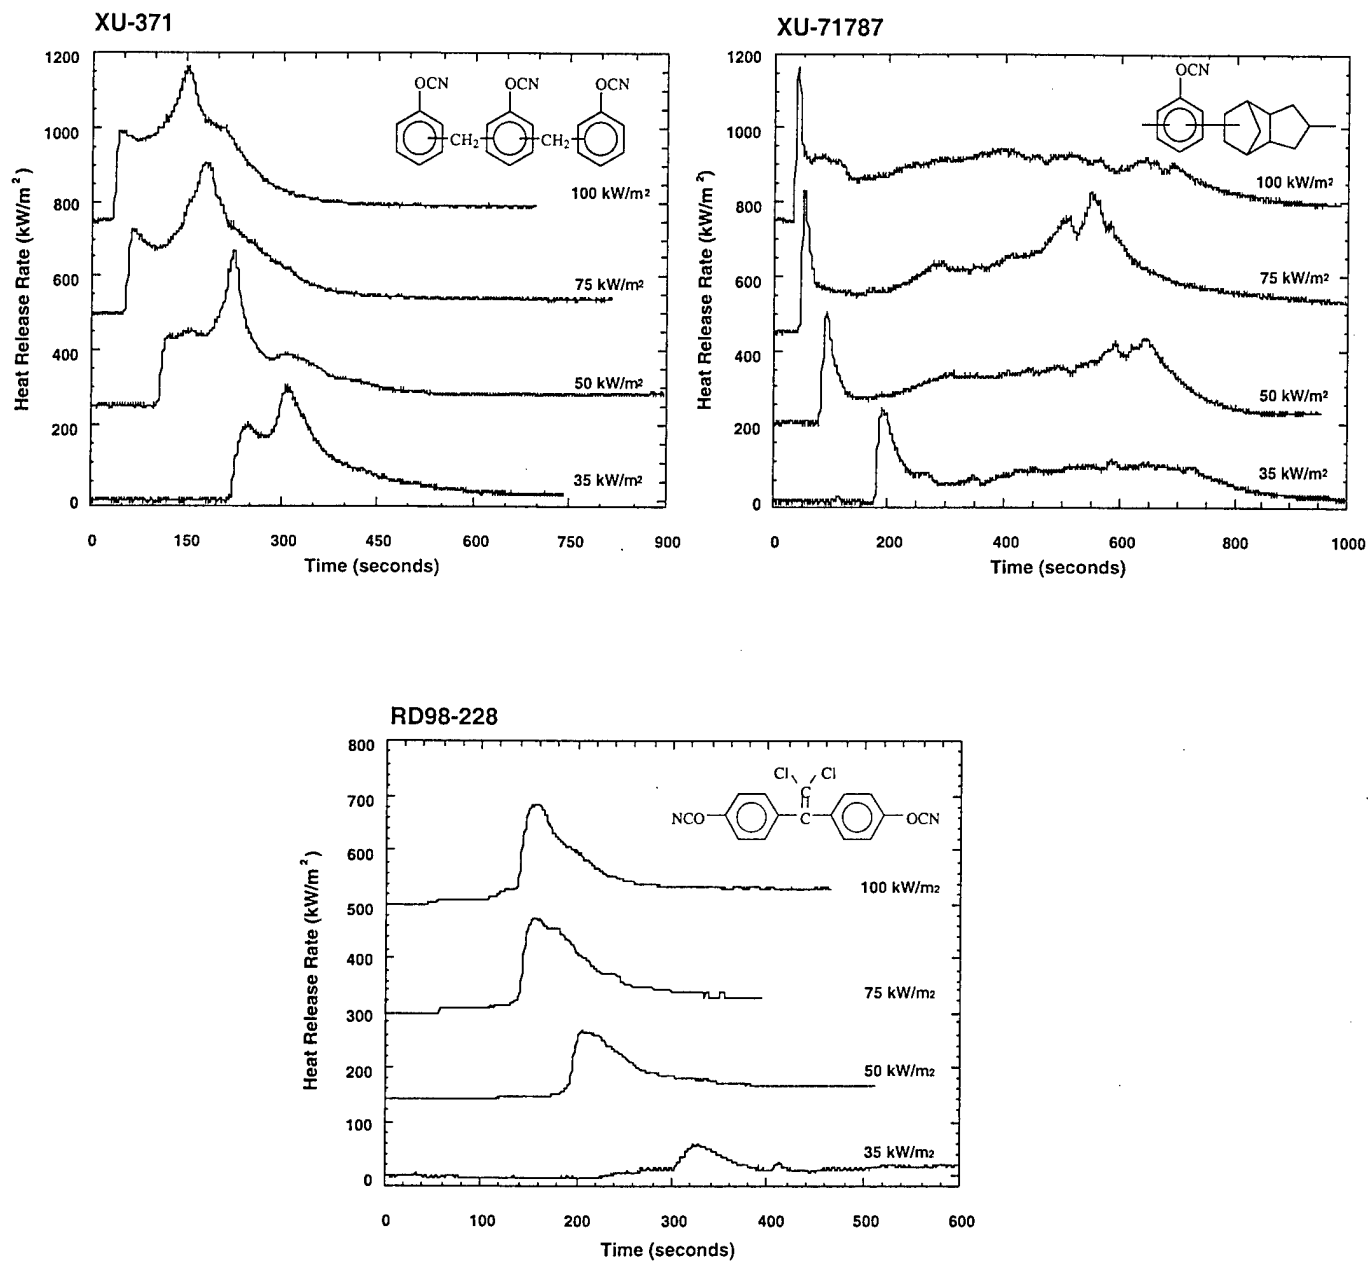 XU-371
1200
1000
800
600
400
200
0
Heat Release Rate (kW/m²)
OCN
OCN
OCN
CH2
CH2
100 kW/m2
75 kW/m2
50 kW/m2
35 kW/m2
0 150 300 450 600 750 900
Time (seconds)
XU-71787
1200
1000
800
600
400
200
0
Heat Release Rate (kW/m²)
OCN
100 kW/m2
75 kW/m2
50 kW/m2
35 kW/m2
0 200 400 600 800 1000
Time (seconds)
RD98-228
800
700
600
500
400
300
200
100
0
Heat Release Rate (kW/m²)
Cl Cl
C
NCO C OCN
100 kW/m2
75 kW/m2
50 kW/m2
35 kW/m2
0 100 200 300 400 500 600
Time (seconds)